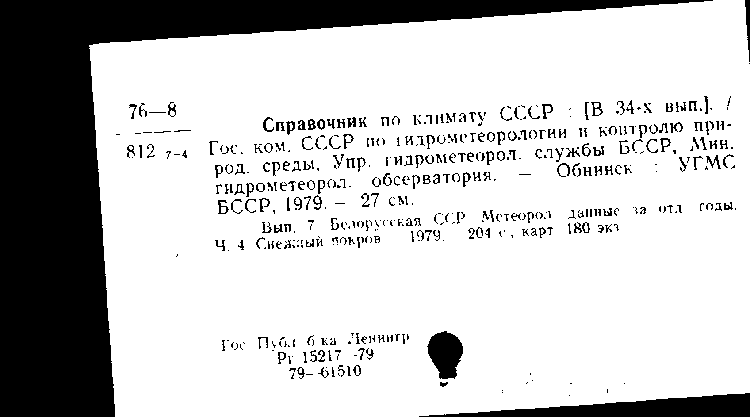 76—8
812 7-4
Справочник по климату СССР : [В 34-х вып.]. /
Гос. ком. СССР по гидрометеорологии и контролю при-
род. среды, Упр. гидрометеорол. службы БССР, Мин.
гидрометеорол. обсерватория. — Обнинск : УГМС
БССР, 1979. — 27 см.
Вып. 7 Белорусская ССР Метеорол данные за отд годы.
Ч. 4 Снежный покров 1979. 204 с, карт 180 экз
Гос Публ б ка Ленингр
Рг 15217 -79
79—61510